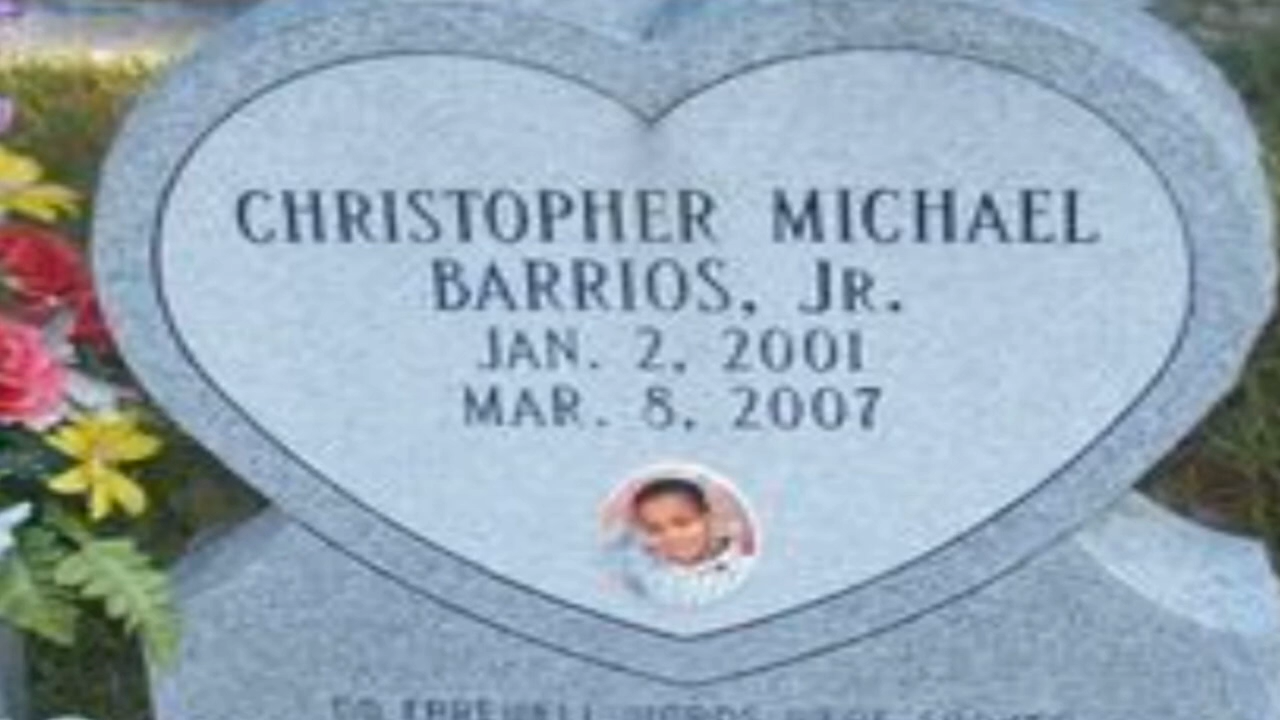 CHRISTOPHER MICHAEL
BARRIOS, JR.
JAN. 2, 2001
MAR. 8, 2007